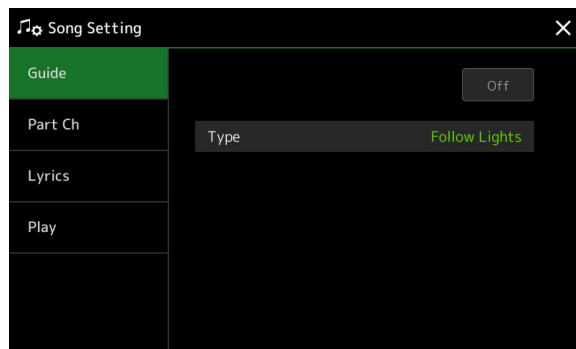 Song Setting
Guide
Off
Part Ch
Type Follow Lights
Lyrics
Play